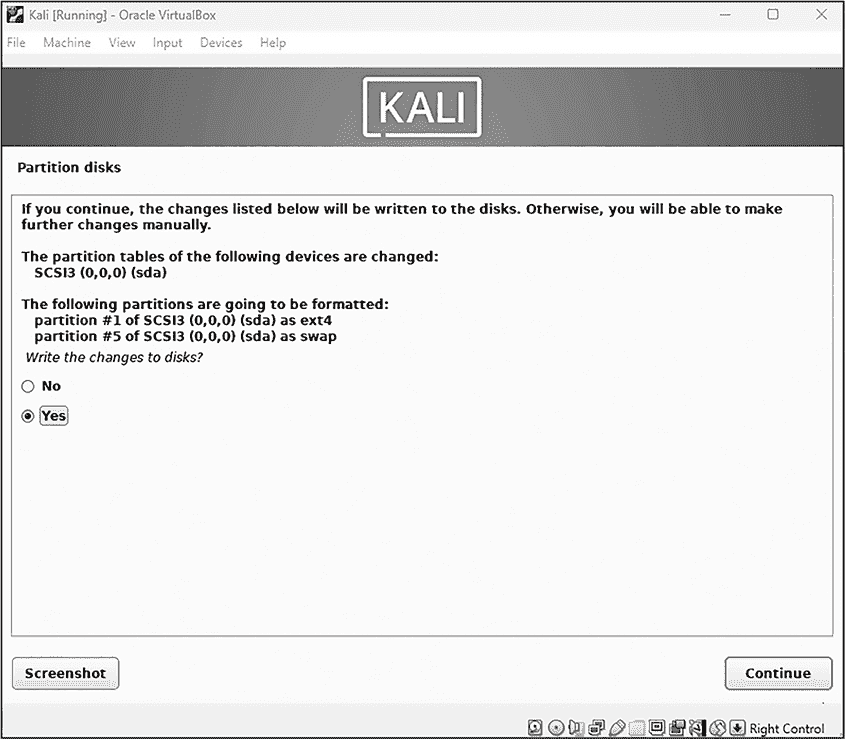 Kali [Running] - Oracle VirtualBox
File Machine View Input Devices Help
KALI
Partition disks
If you continue, the changes listed below will be written to the disks. Otherwise, you will be able to make
further changes manually.
The partition tables of the following devices are changed:
SCSI3 (0,0,0) (sda)
The following partitions are going to be formatted:
partition #1 of SCSI3 (0,0,0) (sda) as ext4
partition #5 of SCSI3 (0,0,0) (sda) as swap
Write the changes to disks?
No
Yes
Screenshot Continue
Right Control